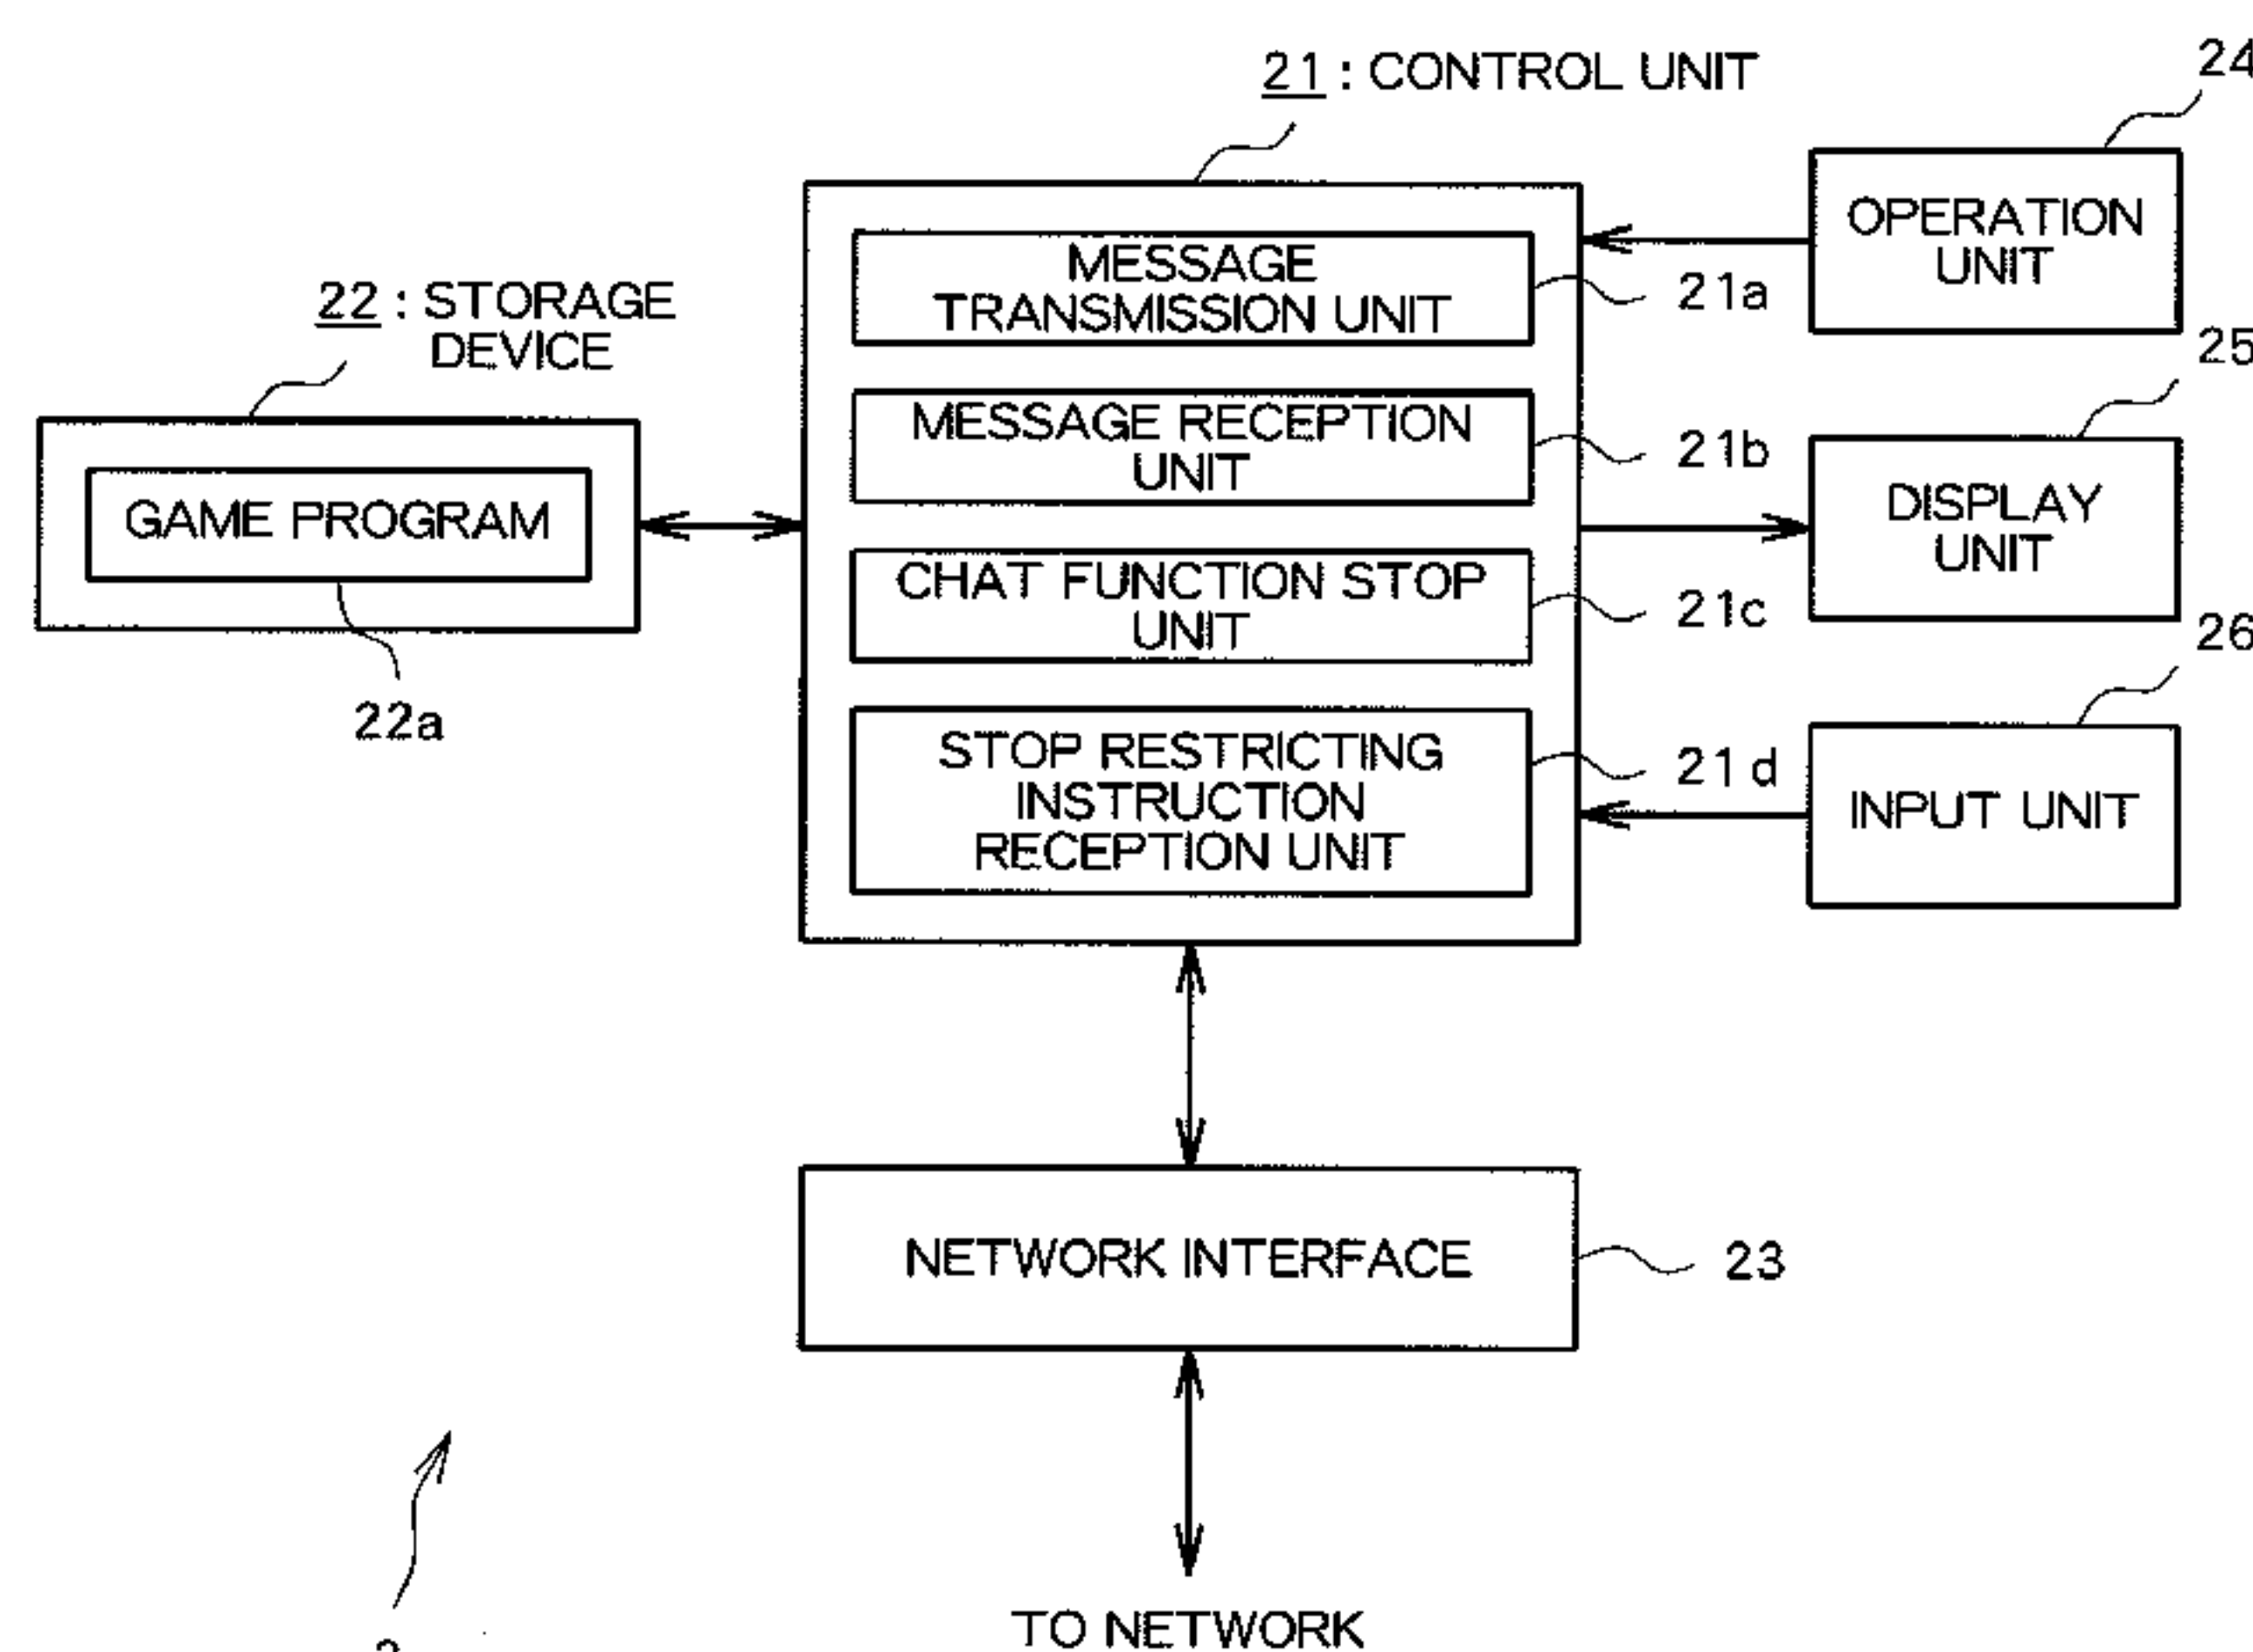 21 : CONTROL UNIT
24
MESSAGE
TRANSMISSION UNIT
21a
OPERATION
UNIT
22 : STORAGE
DEVICE
25
MESSAGE RECEPTION
UNIT
21b
GAME PROGRAM
DISPLAY
UNIT
CHAT FUNCTION STOP
UNIT
21c
26
22a
STOP RESTRICTING
INSTRUCTION
RECEPTION UNIT
21d
INPUT UNIT
NETWORK INTERFACE
23
TO NETWORK